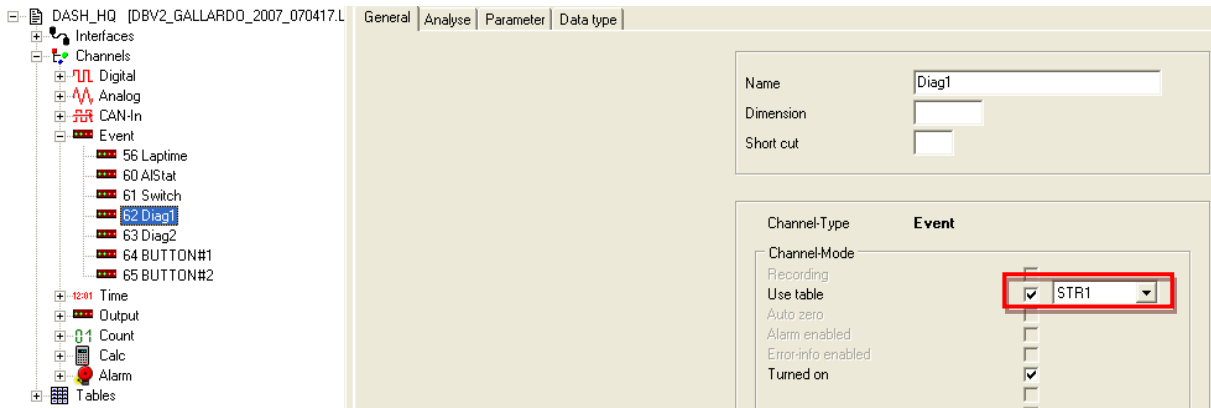 DASH_HQ [DBV2_GALLARDO_2007_070417.L
Interfaces
Channels
Digital
Analog
CAN-In
Event
56 Laptime
60 AlStat
61 Switch
62 Diag1
63 Diag2
64 BUTTON#1
65 BUTTON#2
12:01 Time
Output
01 Count
Calc
Alarm
Tables
General Analyse Parameter Data type
Name Diag1
Dimension
Short cut
Channel-Type Event
Channel-Mode
Recording
Use table STR1
Auto zero
Alarm enabled
Error-info enabled
Turned on